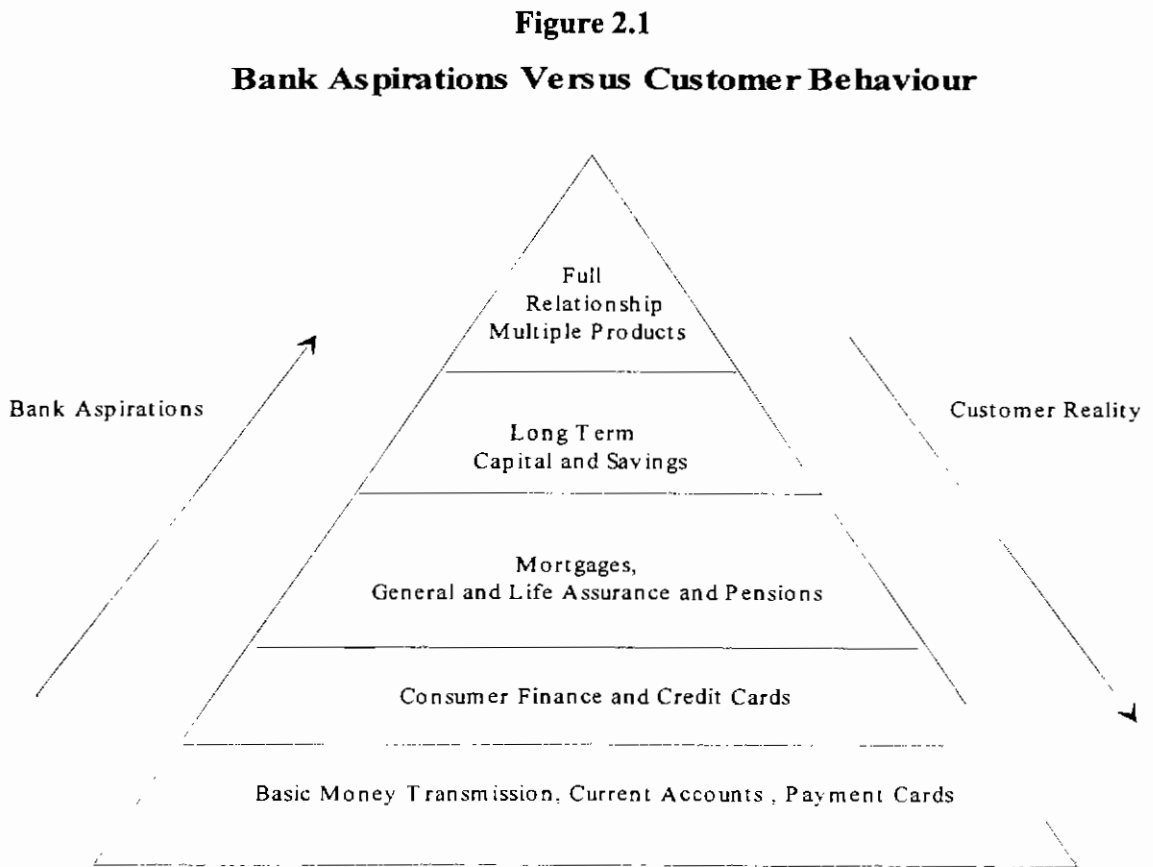 Figure 2.1
Bank Aspirations Versus Customer Behaviour
Full
Relationship
Multiple Products
Bank Aspirations
Customer Reality
Long Term
Capital and Savings
Mortgages,
General and Life Assurance and Pensions
Consumer Finance and Credit Cards
Basic Money Transmission, Current Accounts , Payment Cards